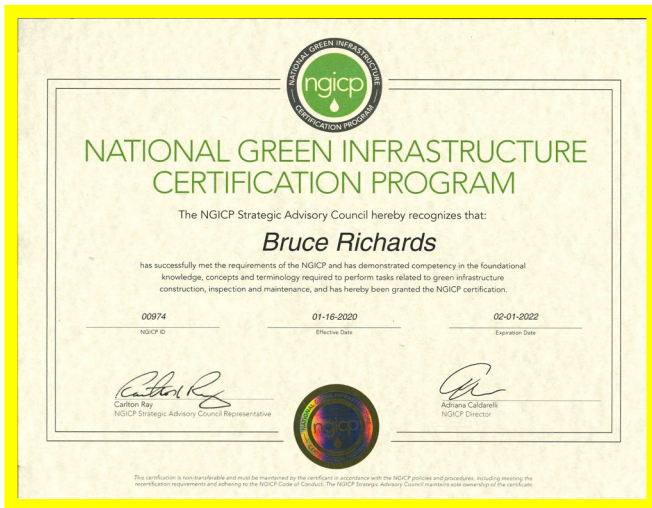 NATIONAL GREEN INFRASTRUCTURE
CERTIFICATION PROGRAM
ngicp
NATIONAL GREEN INFRASTRUCTURE
CERTIFICATION PROGRAM
The NGICP Strategic Advisory Council hereby recognizes that:
Bruce Richards
has successfully met the requirements of the NGICP and has demonstrated competency in the foundational
knowledge, concepts and terminology required to perform tasks related to green infrastructure
construction, inspection and maintenance, and has hereby been granted the NGICP certification.
00974 01-16-2020 02-01-2022
NGICP ID Effective Date Expiration Date
Carlton Ray
Carlton Ray Adriana Caldarelli
NGICP Strategic Advisory Council Representative NGICP Director
ngicp
This certification is non-transferable and must be maintained by the certificant in accordance with the NGICP policies and procedures, including meeting the
recertification requirements and adhering to the NGICP Code of Conduct. The NGICP Strategic Advisory Council maintains sole ownership of the certificate.